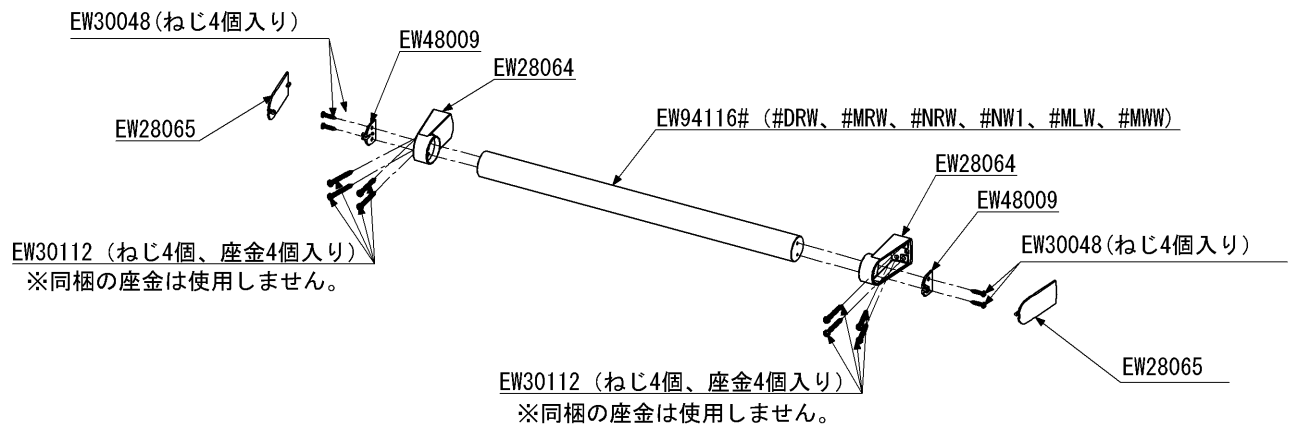 EW30048(ねじ4個入り)
EW48009
EW28064
EW28065
EW94116# (#DRW、#MRW、#NRW、#NW1、#MLW、#MWW)
EW28064
EW48009
EW30112 (ねじ4個、座金4個入り)
※同梱の座金は使用しません。
EW30048(ねじ4個入り)
EW28065
EW30112 (ねじ4個、座金4個入り)
※同梱の座金は使用しません。